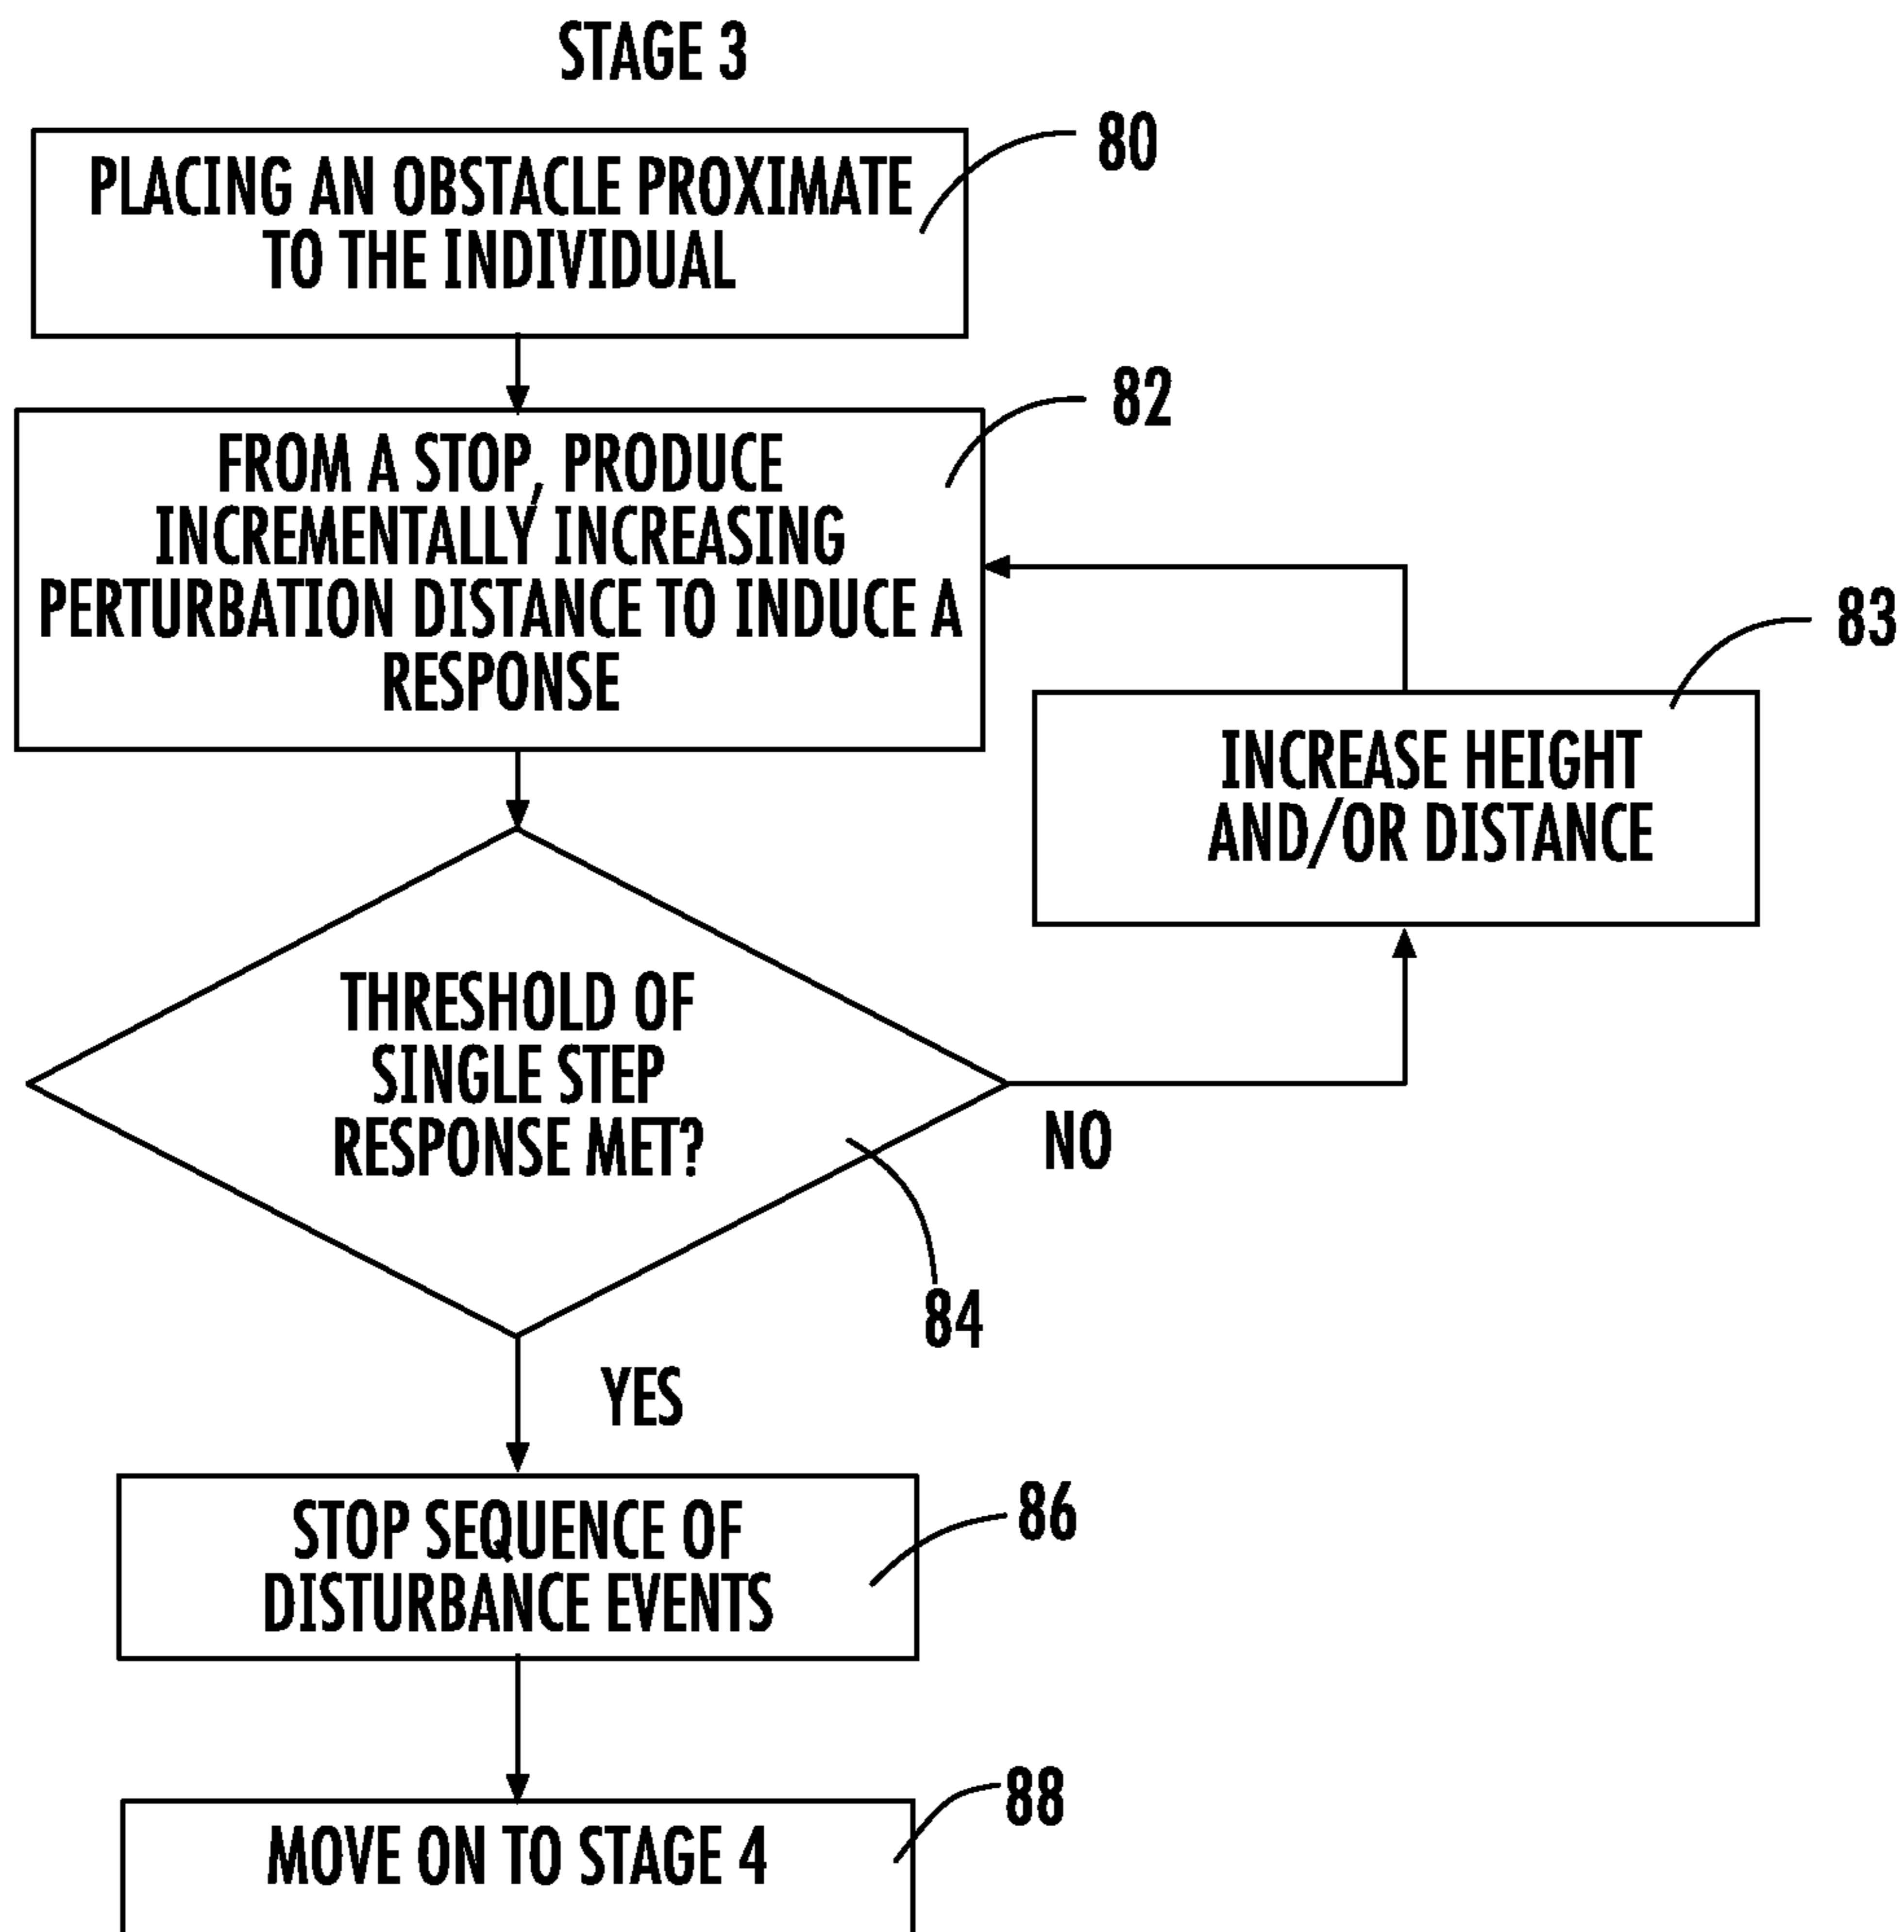 STAGE 3
80
PLACING AN OBSTACLE PROXIMATE
TO THE INDIVIDUAL
82
FROM A STOP, PRODUCE
INCREMENTALLY INCREASING
PERTURBATION DISTANCE TO INDUCE A
RESPONSE
83
INCREASE HEIGHT
AND/OR DISTANCE
THRESHOLD OF
SINGLE STEP
RESPONSE MET?
NO
84
YES
STOP SEQUENCE OF
DISTURBANCE EVENTS
86
88
MOVE ON TO STAGE 4